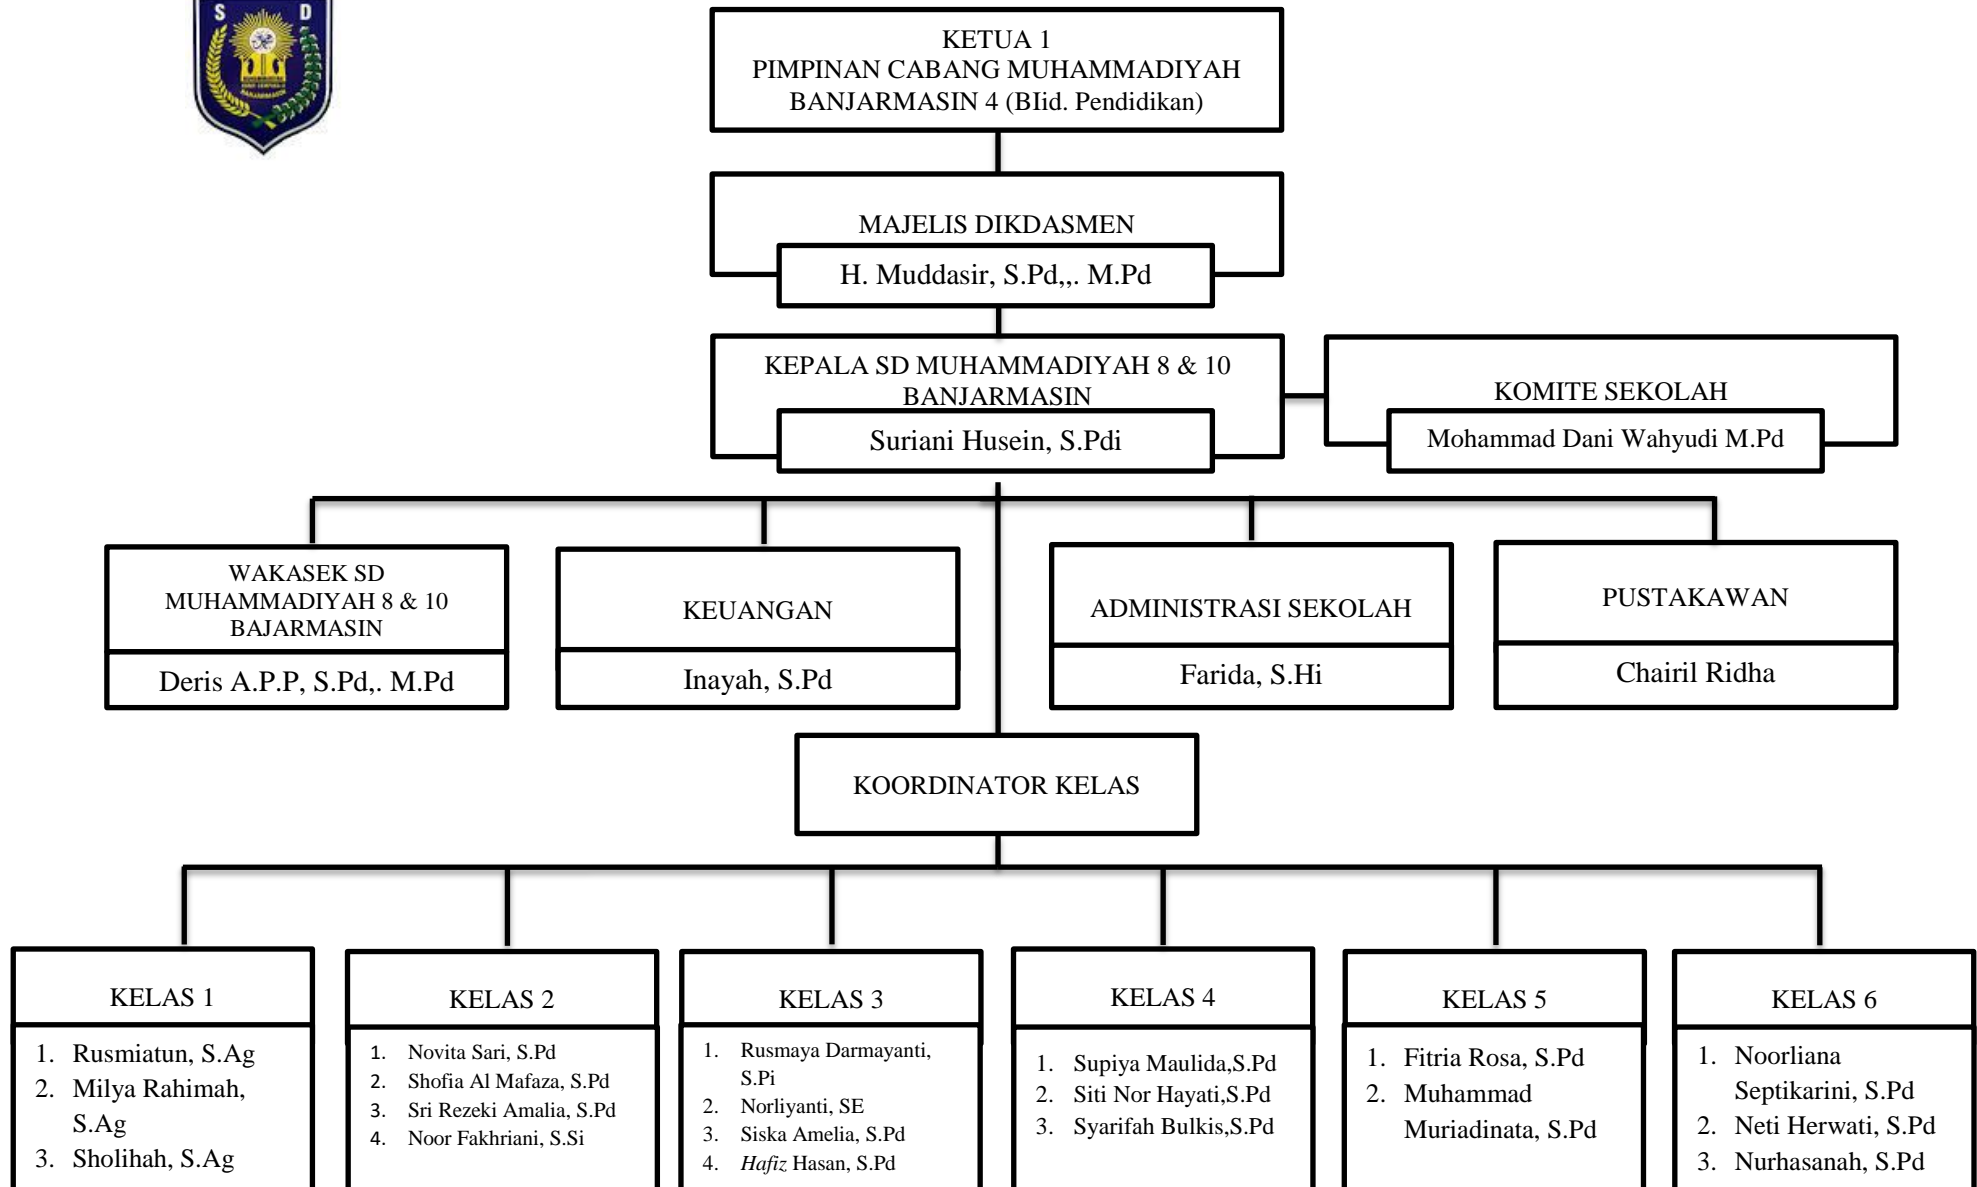 S D
KETUA 1
PIMPINAN CABANG MUHAMMADIYAH
BANJARMASIN 4 (BIid. Pendidikan)
MAJELIS DIKDASMEN
H. Muddasir, S.Pd,,. M.Pd
KEPALA SD MUHAMMADIYAH 8 & 10
BANJARMASIN
Suriani Husein, S.Pdi
KOMITE SEKOLAH
Mohammad Dani Wahyudi M.Pd
WAKASEK SD
MUHAMMADIYAH 8 & 10
BAJARMASIN
Deris A.P.P, S.Pd,. M.Pd
KEUANGAN
Inayah, S.Pd
ADMINISTRASI SEKOLAH
Farida, S.Hi
PUSTAKAWAN
Chairil Ridha
KOORDINATOR KELAS
KELAS 1
1. Rusmiatun, S.Ag
2. Milya Rahimah,
S.Ag
3. Sholihah, S.Ag
KELAS 2
1. Novita Sari, S.Pd
2. Shofia Al Mafaza, S.Pd
3. Sri Rezeki Amalia, S.Pd
4. Noor Fakhriani, S.Si
KELAS 3
1. Rusmaya Darmayanti,
S.Pi
2. Norliyanti, SE
3. Siska Amelia, S.Pd
4. Hafiz Hasan, S.Pd
KELAS 4
1. Supiya Maulida,S.Pd
2. Siti Nor Hayati,S.Pd
3. Syarifah Bulkis,S.Pd
KELAS 5
1. Fitria Rosa, S.Pd
2. Muhammad
Muriadinata, S.Pd
KELAS 6
1. Noorliana
Septikarini, S.Pd
2. Neti Herwati, S.Pd
3. Nurhasanah, S.Pd